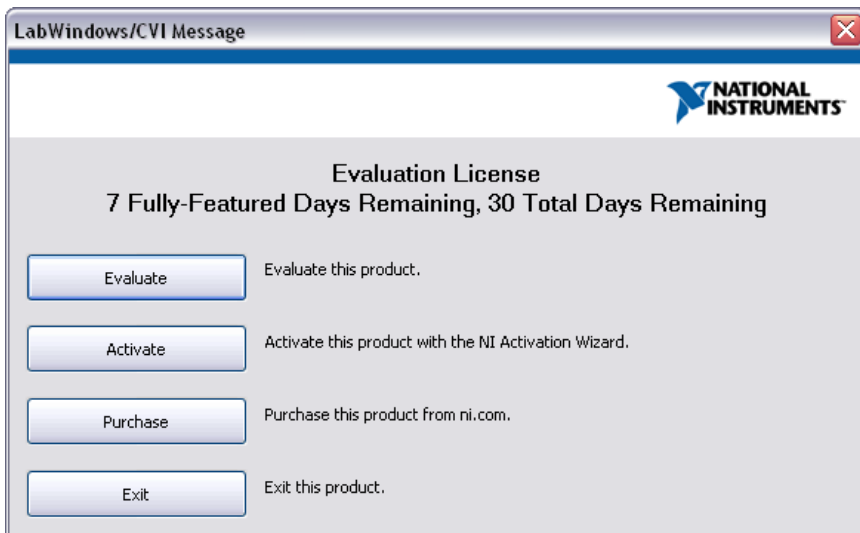 LabWindows/CVI Message
NATIONAL
INSTRUMENTS™
Evaluation License
7 Fully-Featured Days Remaining, 30 Total Days Remaining
Evaluate
Evaluate this product.
Activate
Activate this product with the NI Activation Wizard.
Purchase
Purchase this product from ni.com.
Exit
Exit this product.